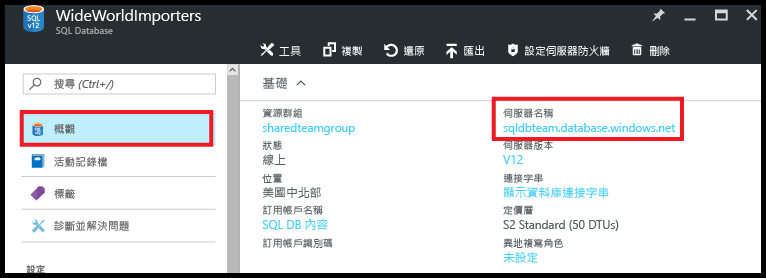 SQL
v12
WideWorldImporters
SQL Database
工具
複製
還原
匯出
設定伺服器防火牆
刪除
搜尋 (Ctrl+/)
概觀
活動記錄檔
標籤
診斷並解決問題
設定
基礎
資源群組
sharedteamgroup
狀態
線上
位置
美國中北部
訂用帳戶名稱
SQL DB 內容
訂用帳戶識別碼
伺服器名稱
sqldbteam.database.windows.net
伺服器版本
V12
連接字串
顯示資料庫連接字串
定價層
S2 Standard (50 DTUs)
異地複寫角色
未設定